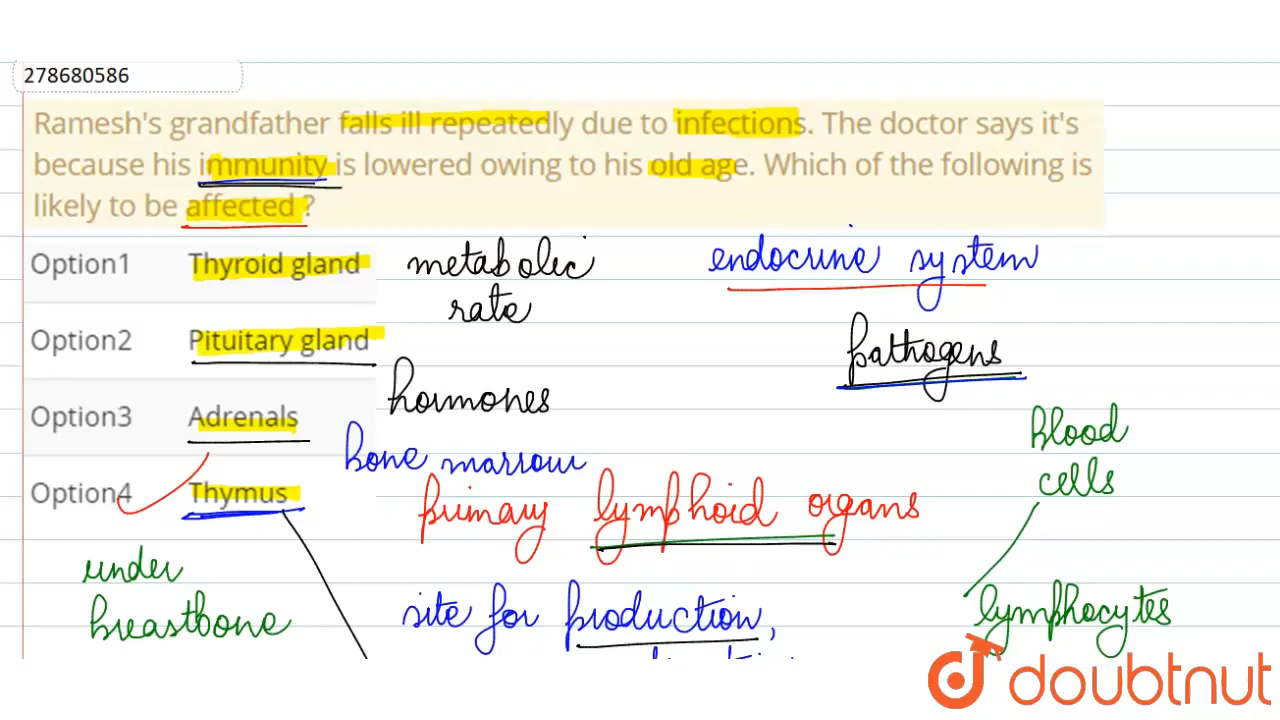 278680586
Ramesh's grandfather falls ill repeatedly due to infections. The doctor says it's
because his immunity is lowered owing to his old age. Which of the following is
likely to be affected ?
Option1 Thyroid gland
metabolic
rate
endocrine system
Option2 Pituitary gland
pathogens
hormones
Option3 Adrenals
bone marrow
Blood
cells
Option4 Thymus
primary lymphoid organs
under
breastbone
site for production,
lymphocytes
doubtnut